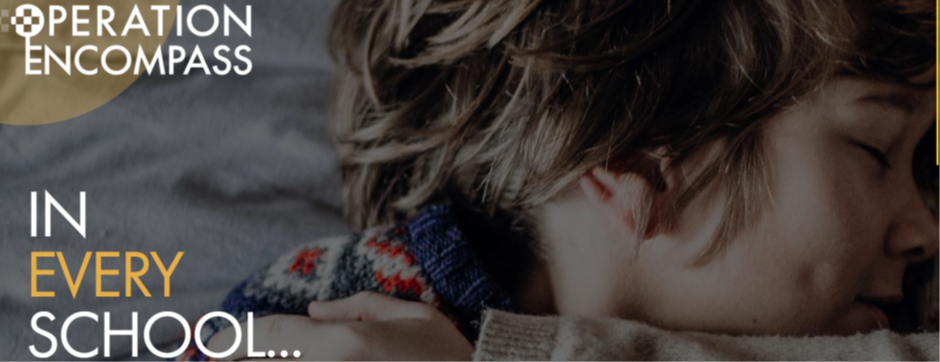 OPERATION
ENCOMPASS
IN
EVERY
SCHOOL...